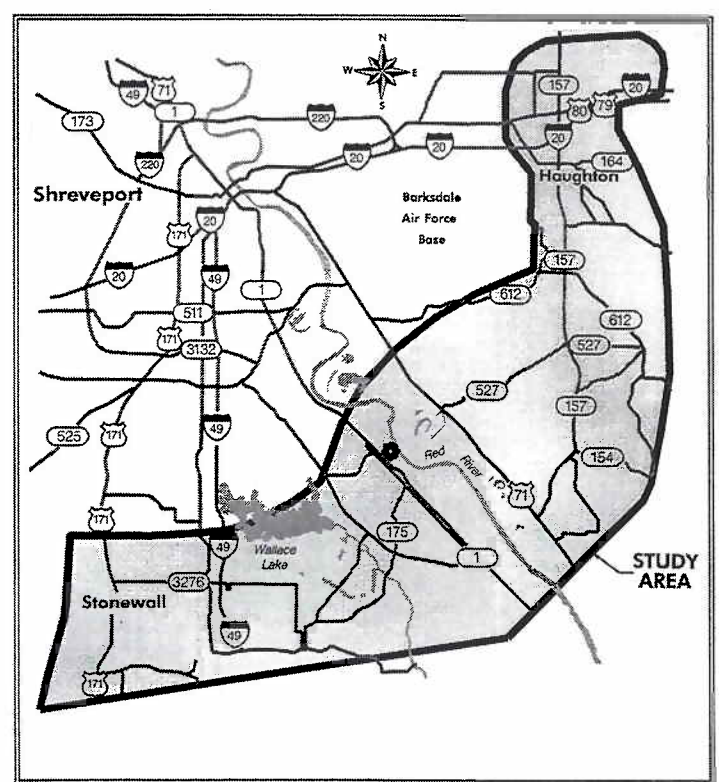 N
W E
S
49
71
1
173
220
220
Shreveport
157
20
80
79
20
20
20
164
Haughton
Barksdale
Air Force
Base
20
171
49
20
1
157
612
511
612
171
3132
527
527
157
49
525
171
Red
River
154
71
171
49
Wallace
Lake
175
1
3276
STUDY
AREA
Stonewall
49
171